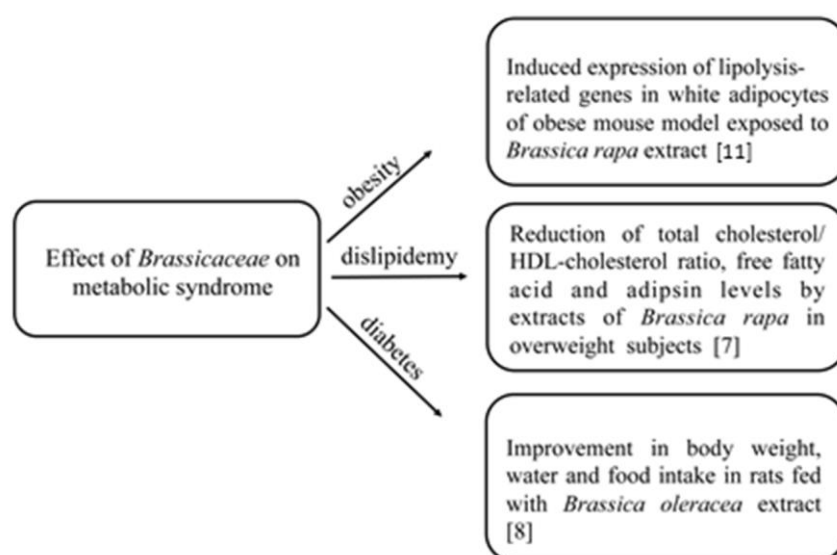 Induced expression of lipolysis-
related genes in white adipocytes
of obese mouse model exposed to
Brassica rapa extract [11]
obesity
Effect of Brassicaceae on
metabolic syndrome
dislipidemy
Reduction of total cholesterol/
HDL-cholesterol ratio, free fatty
acid and adipsin levels by
extracts of Brassica rapa in
overweight subjects [7]
diabetes
Improvement in body weight,
water and food intake in rats fed
with Brassica oleracea extract
[8]